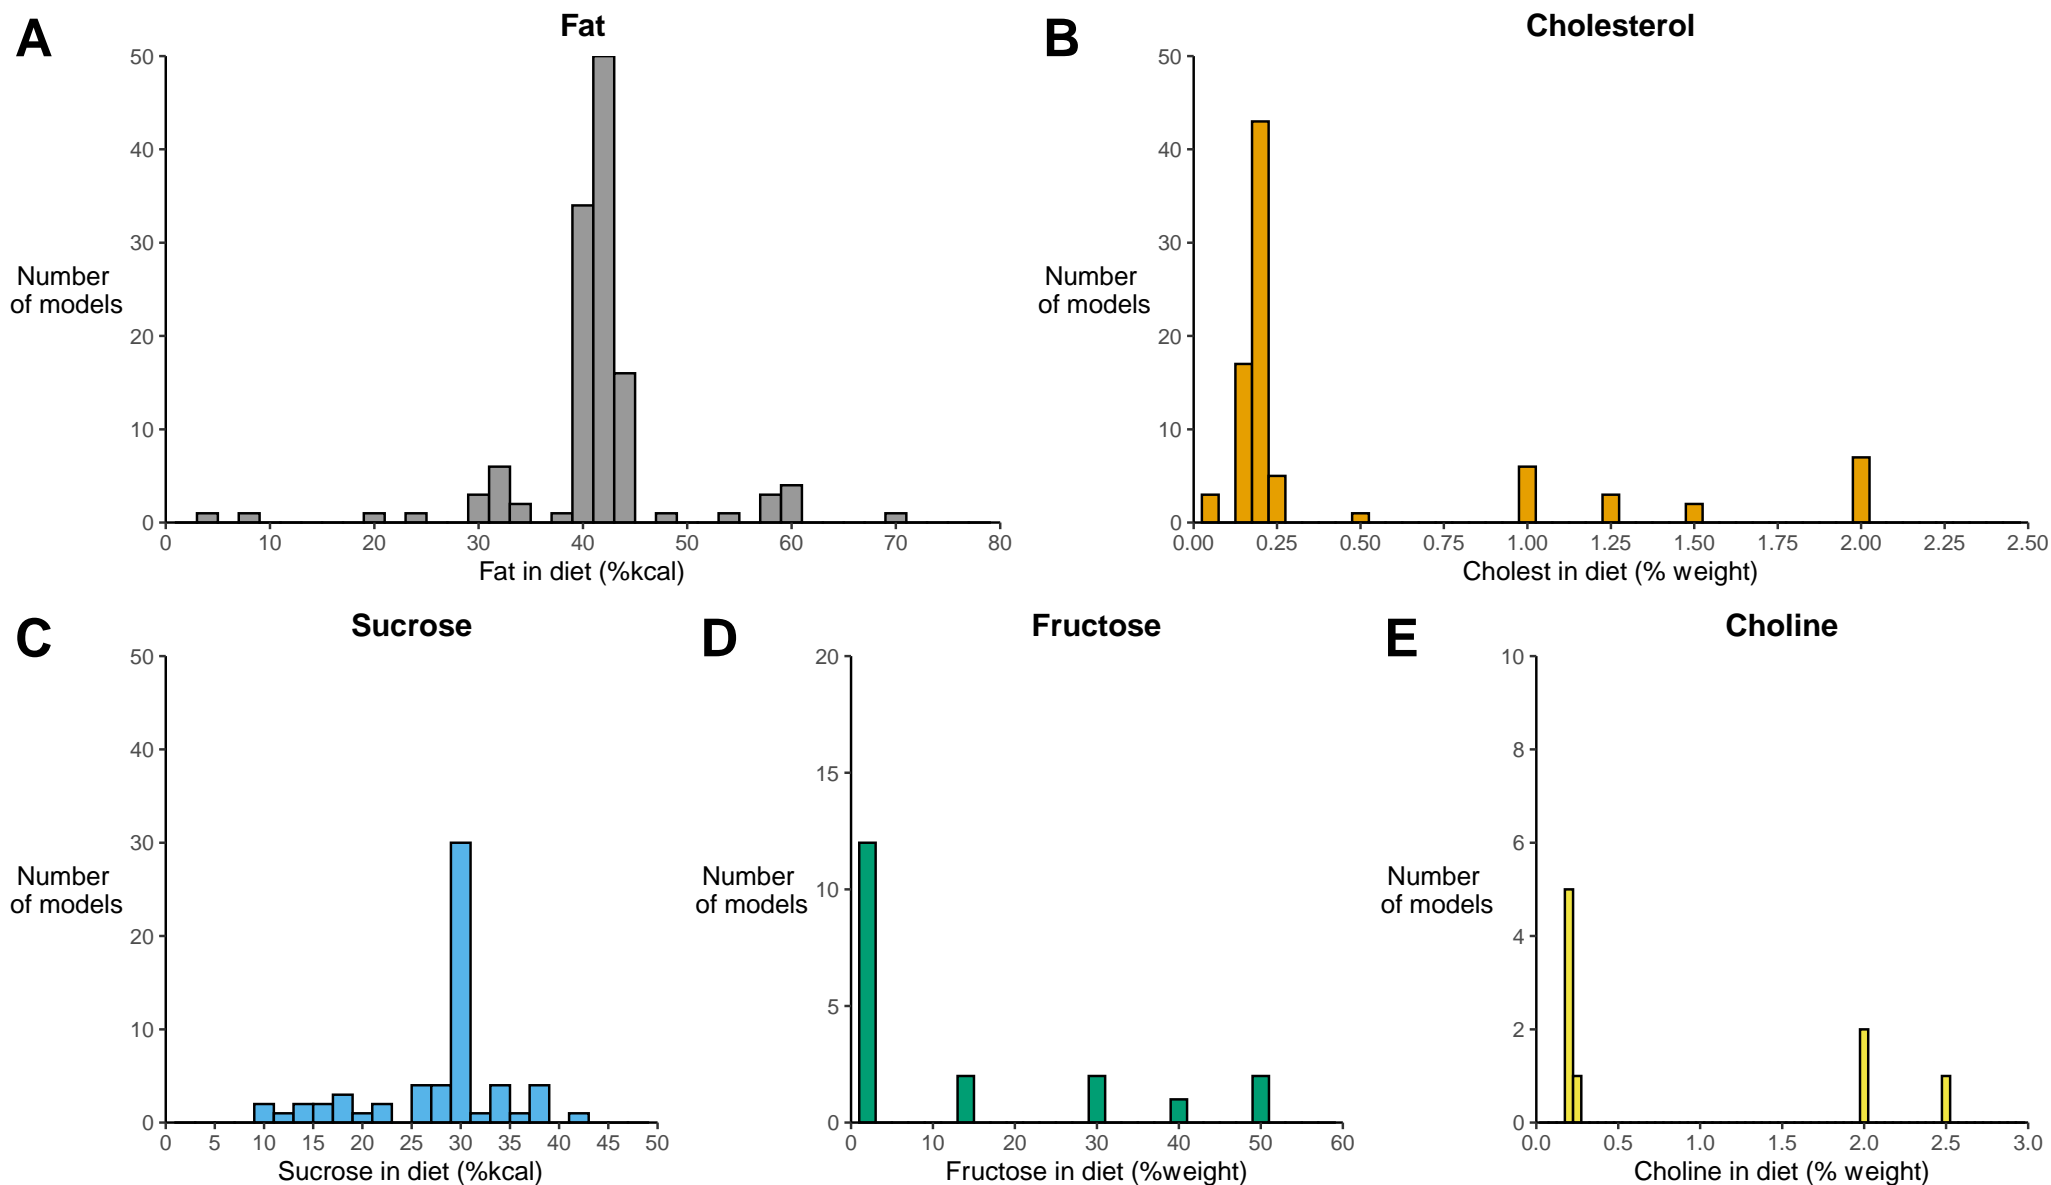 A
Fat
50
40
30
20
10
0
Number
of models
0 10 20 30 40 50 60 70 80
Fat in diet (%kcal)
B
Cholesterol
50
40
30
20
10
0
Number
of models
0.00 0.25 0.50 0.75 1.00 1.25 1.50 1.75 2.00 2.25 2.50
Cholest in diet (% weight)
C
Sucrose
50
40
30
20
10
0
Number
of models
0 5 10 15 20 25 30 35 40 45 50
Sucrose in diet (%kcal)
D
Fructose
20
15
10
5
0
Number
of models
0 10 20 30 40 50 60
Fructose in diet (%weight)
E
Choline
10
8
6
4
2
0
Number
of models
0.0 0.5 1.0 1.5 2.0 2.5 3.0
Choline in diet (% weight)